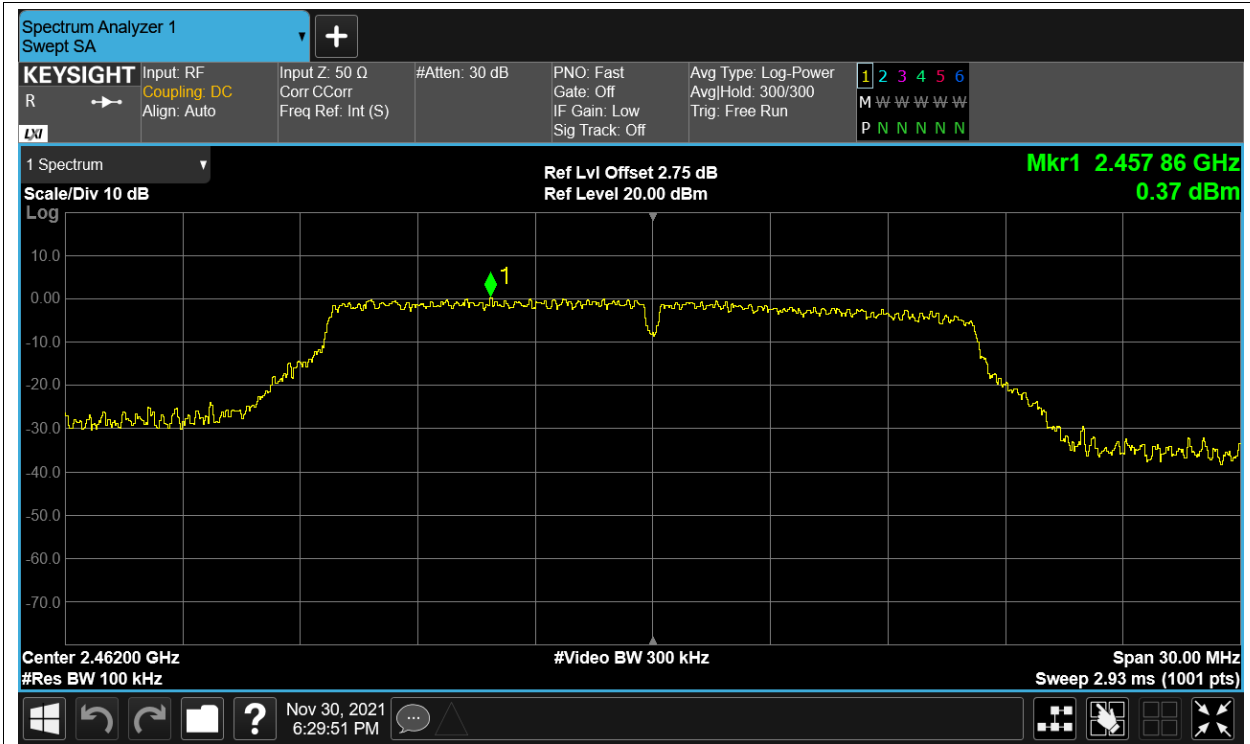 Spectrum Analyzer 1
Swept SA
KEYSIGHT
R
LXI
Input: RF
Coupling: DC
Align: Auto
Input Z: 50 Ω
Corr CCorr
Freq Ref: Int (S)
#Atten: 30 dB
PNO: Fast
Gate: Off
IF Gain: Low
Sig Track: Off
Avg Type: Log-Power
Avg|Hold: 300/300
Trig: Free Run
1 2 3 4 5 6
M W W W W W
P N N N N N
1 Spectrum
Scale/Div 10 dB
Log
Ref Lvl Offset 2.75 dB
Ref Level 20.00 dBm
Mkr1 2.457 86 GHz
0.37 dBm
1
10.0
0.00
-10.0
-20.0
-30.0
-40.0
-50.0
-60.0
-70.0
Center 2.46200 GHz
#Video BW 300 kHz
Span 30.00 MHz
#Res BW 100 kHz
Sweep 2.93 ms (1001 pts)
?
Nov 30, 2021
6:29:51 PM